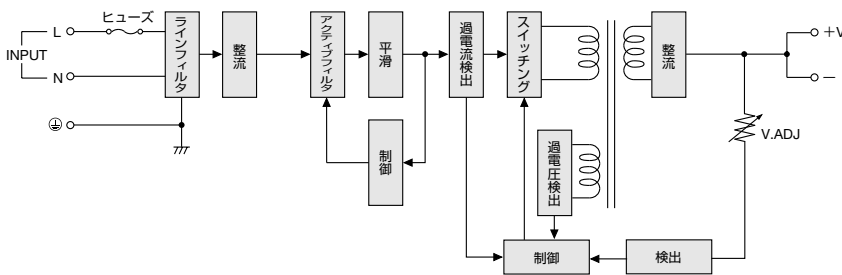 ヒューズ
L
INPUT
N
ラインフィルタ
整流
アクティブフィルタ
平滑
制御
過電流検出
スイッチング
過電圧検出
整流
+V
−
V.ADJ
制御
検出